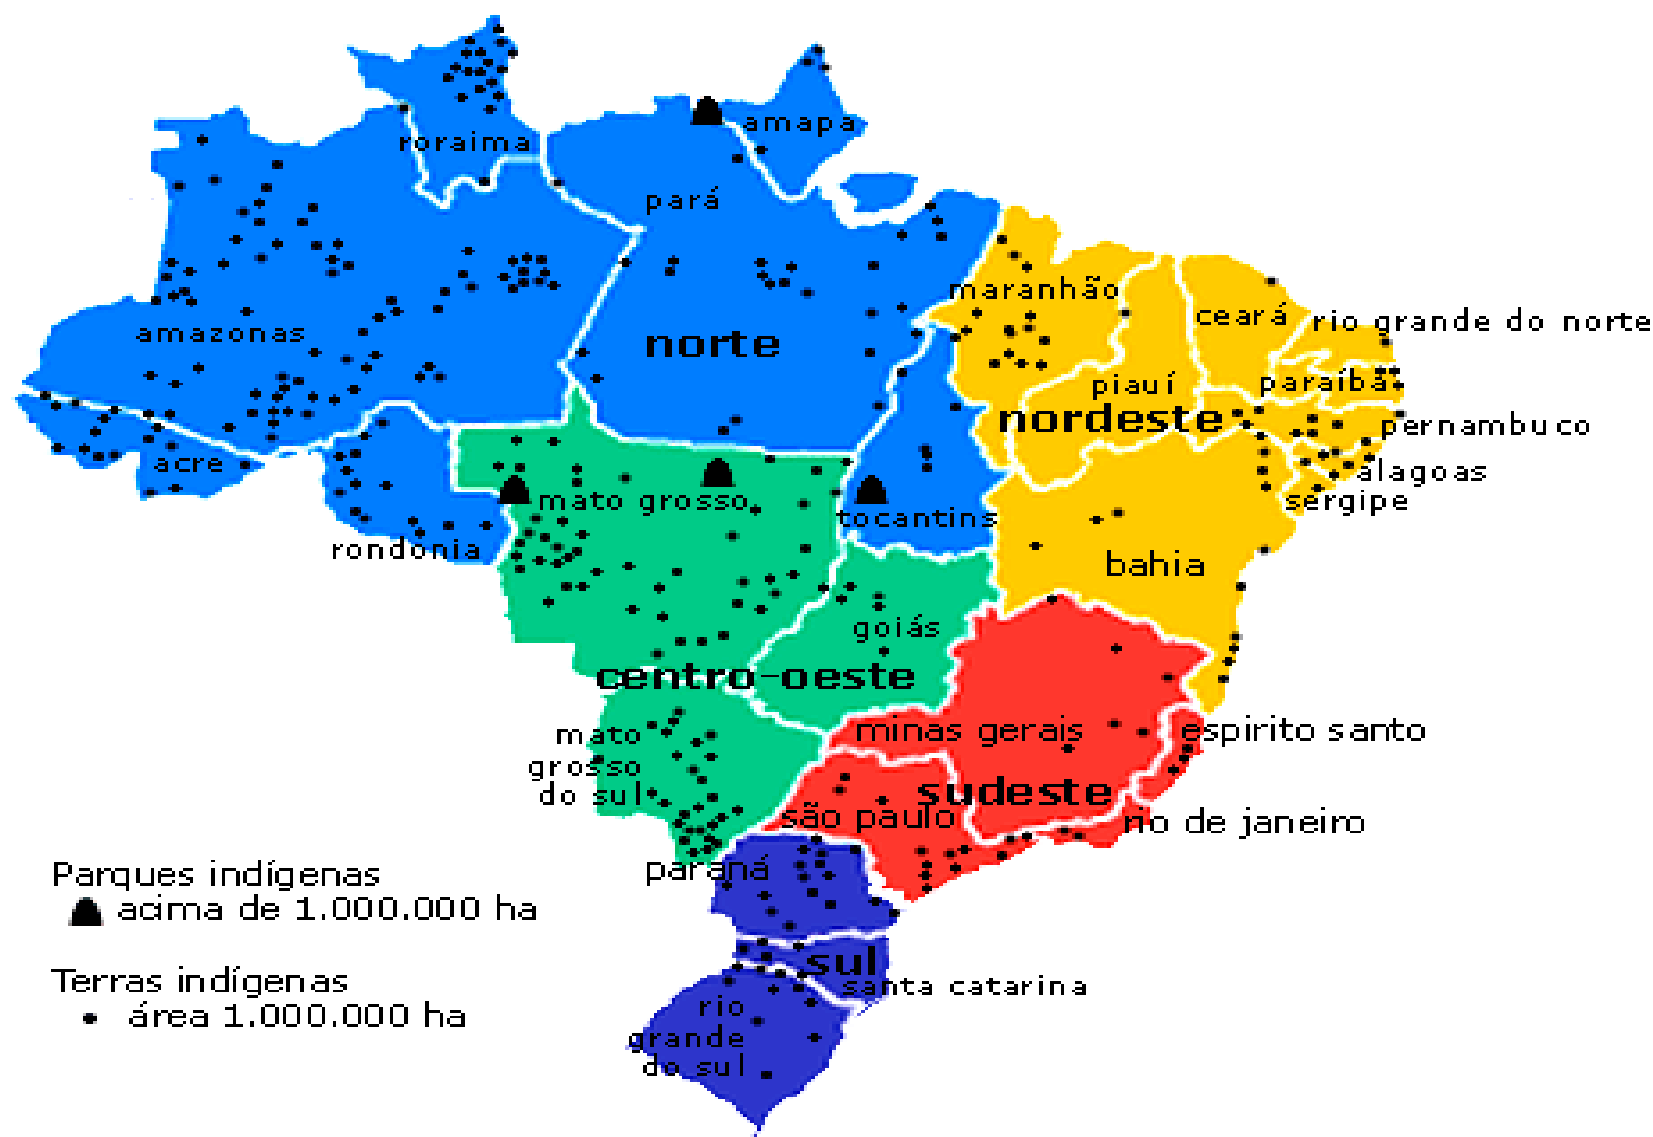 roraima
amapa
pará
amazonas
norte
maranhão
ceará
rio grande do norte
piauí
paraíba
nordeste
pernambuco
acre
alagoas
mato grosso
sergipe
tocantins
rondonia
bahia
goiás
centro-oeste
minas gerais
espirito santo
mato
grosso
do sul
sudeste
são paulo
rio de janeiro
paraná
Parques indígenas
acima de 1.000.000 ha
sul
Terras indígenas
santa catarina
área 1.000.000 ha
rio
grande
do sul